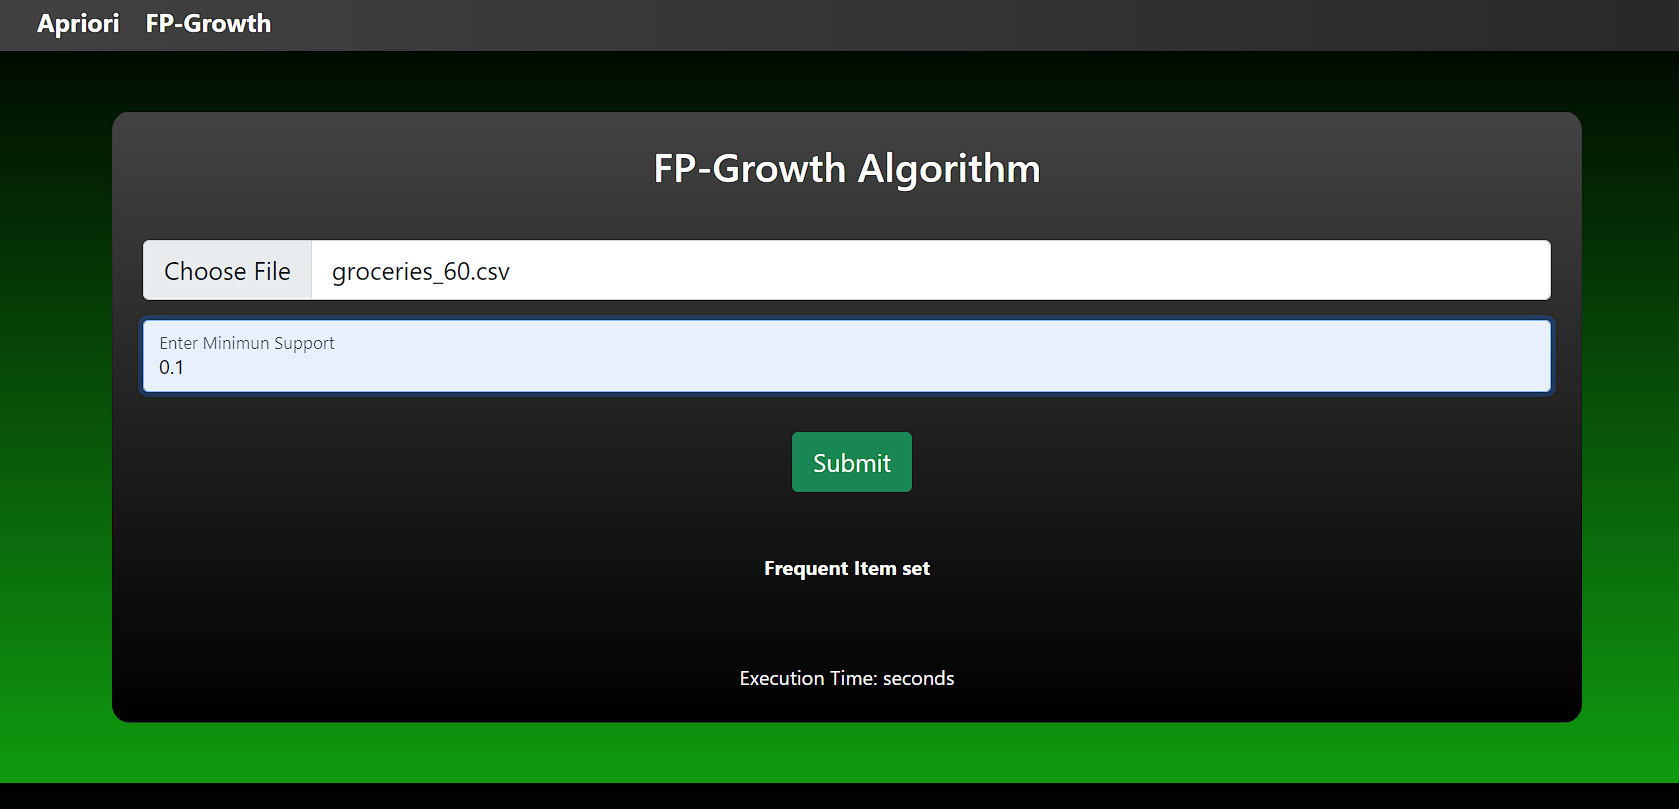 Apriori FP-Growth
FP-Growth Algorithm
Choose File groceries_60.csv
Enter Minimun Support
0.1
Submit
Frequent Item set
Execution Time: seconds